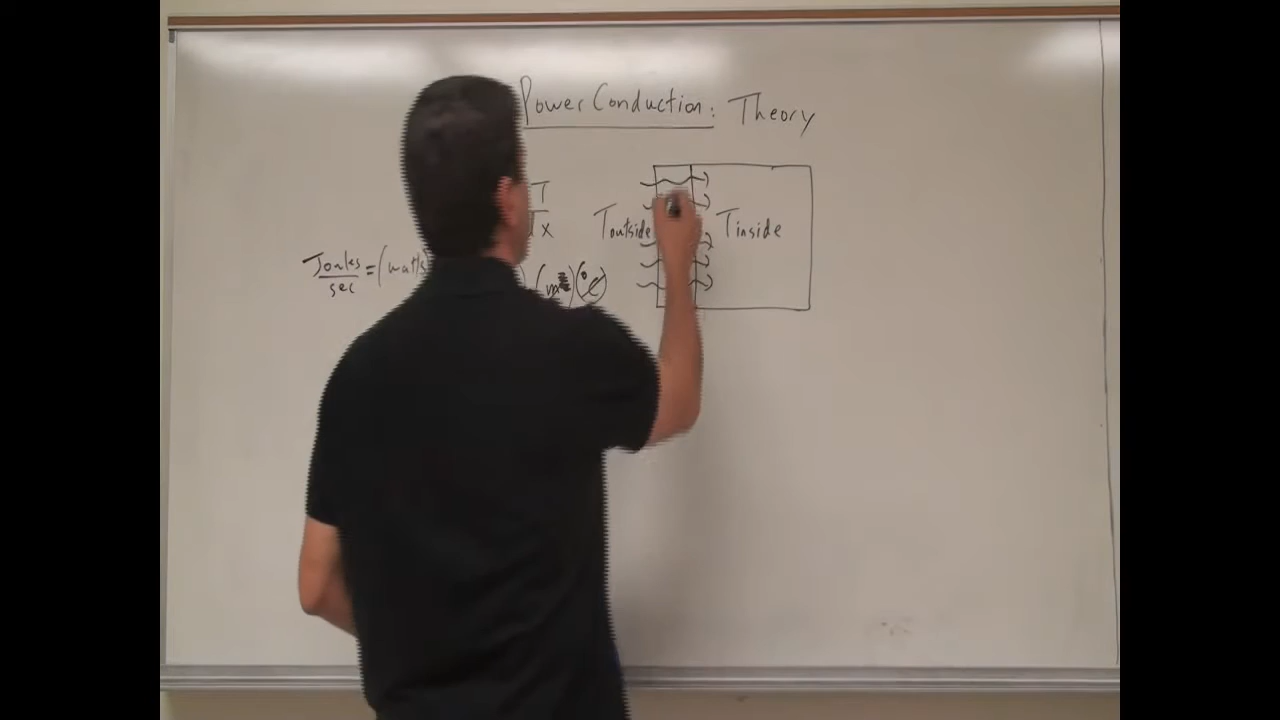 Power Conduction: Theory
T
x
Toutside Tinside
Joules = (watts
sec
(m)(°C)